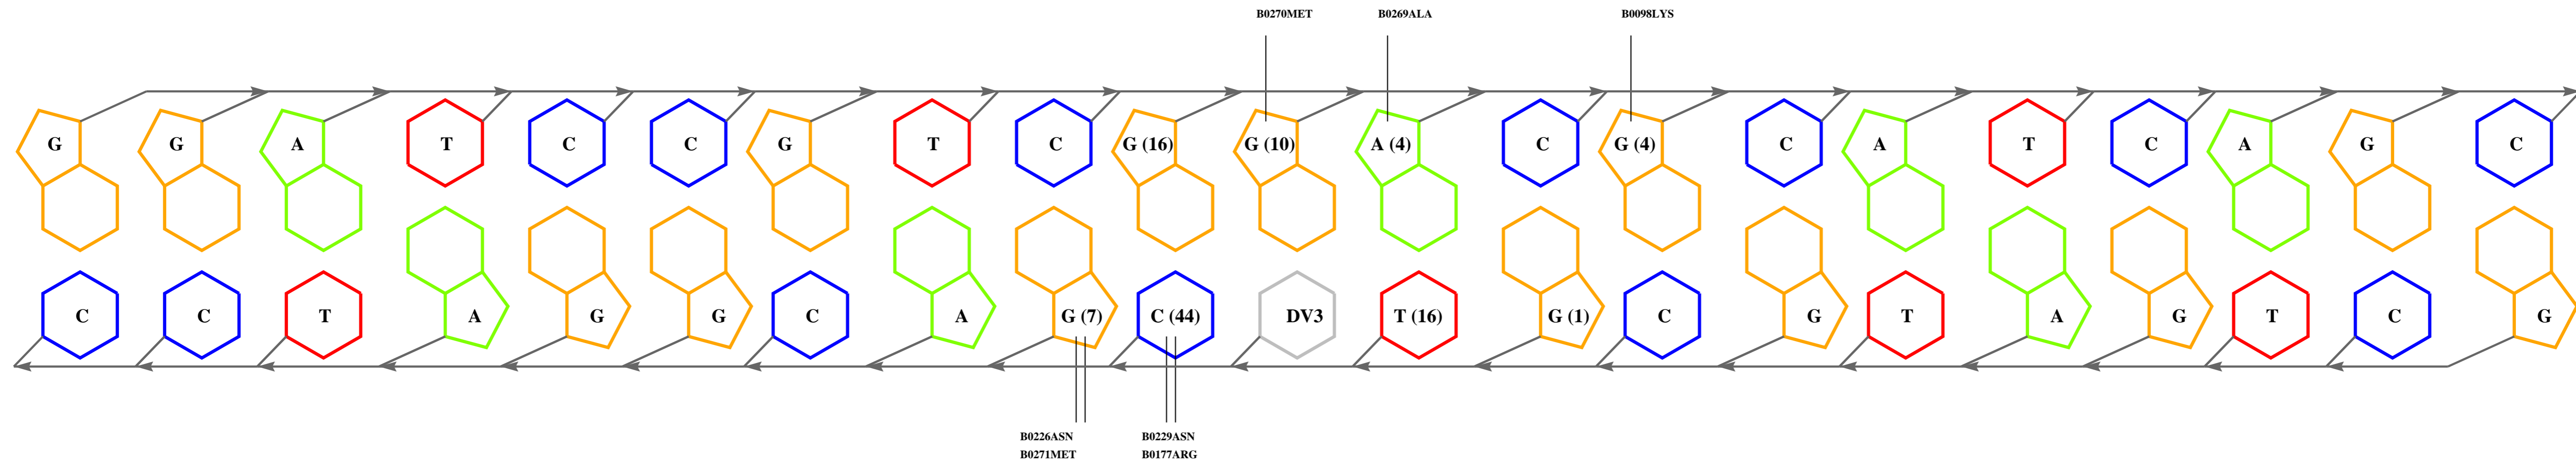 B0270MET B0269ALA B0098LYS
G G A T C C G T C G (16) G (10) A (4) C G (4) C A T C A G C
C C T A G G C A G (7) C (44) DV3 T (16) G (1) C G T A G T C G
B0226ASN B0229ASN
B0271MET B0177ARG